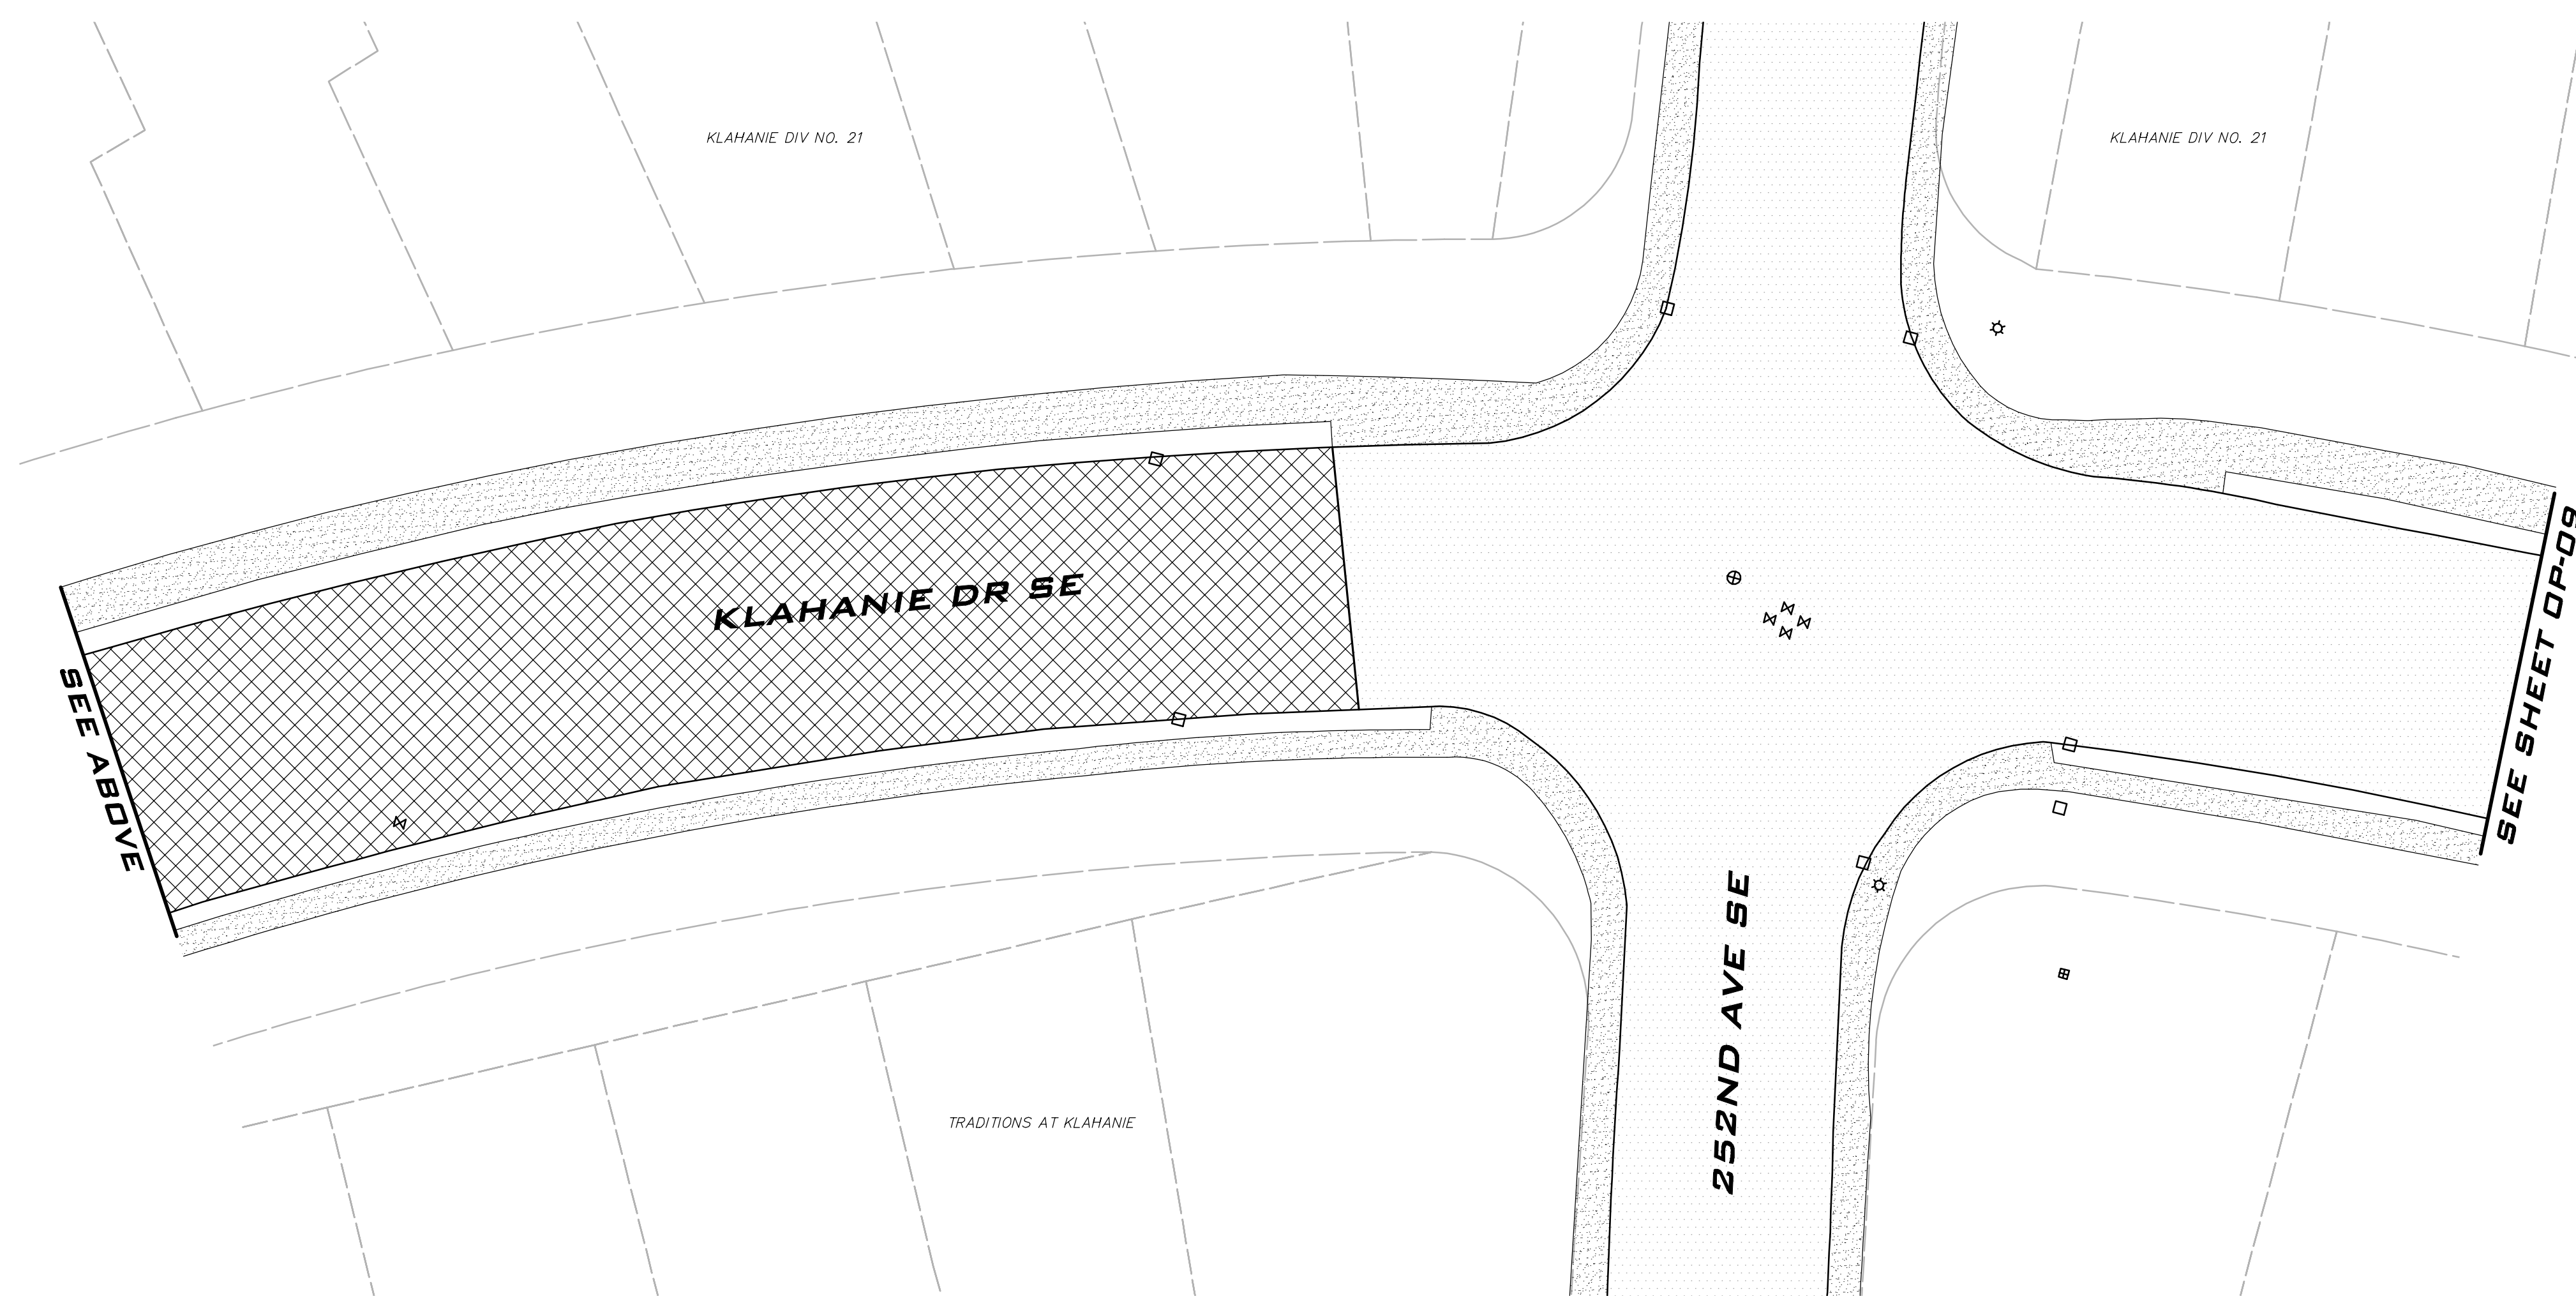 KLAHANIE DIV NO. 21
KLAHANIE DIV NO. 21
KLAHANIE DR SE
SEE ABOVE
SEE SHEET OP-09
252ND AVE SE
TRADITIONS AT KLAHANIE